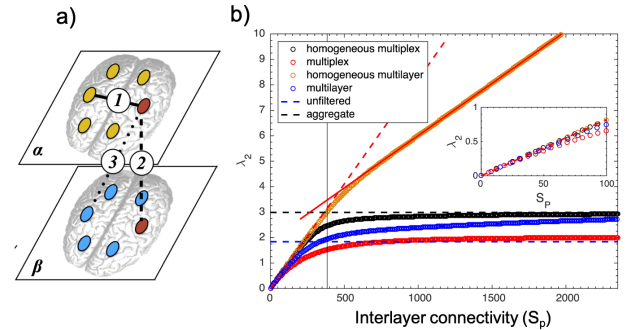 a)
1
α
3
2
β
b)
λ2
10
9
8
7
6
5
4
3
2
1
0
homogeneous multiplex
multiplex
homogeneous multilayer
multilayer
unfiltered
aggregate
λ2
1
0.5
0
0
50
100
SP
0
500
1000
1500
2000
Interlayer connectivity (Sp)